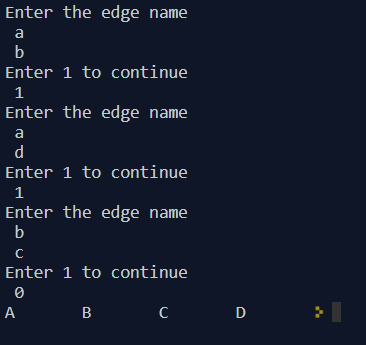 Enter the edge name
a
b
Enter 1 to continue
1
Enter the edge name
a
d
Enter 1 to continue
1
Enter the edge name
b
c
Enter 1 to continue
0
A B C D >